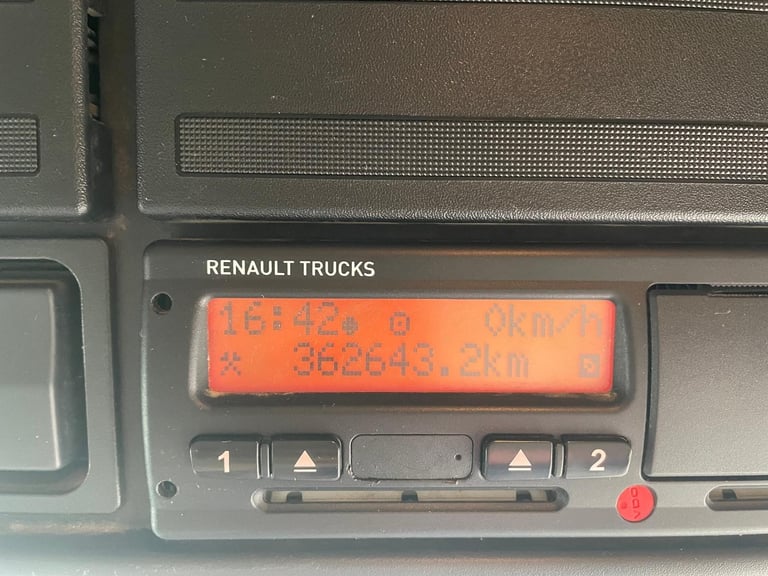 RENAULT TRUCKS
16:42 0km/h
362643.2km
1 2